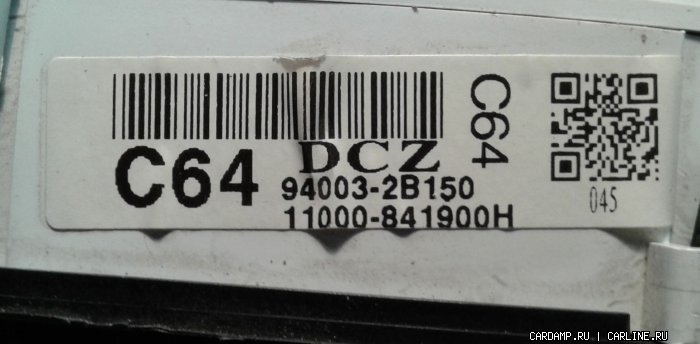 DCZ
C64
94003-2B150
11000-841900H
C64
045
CARDAMP.RU | CARLINE.RU